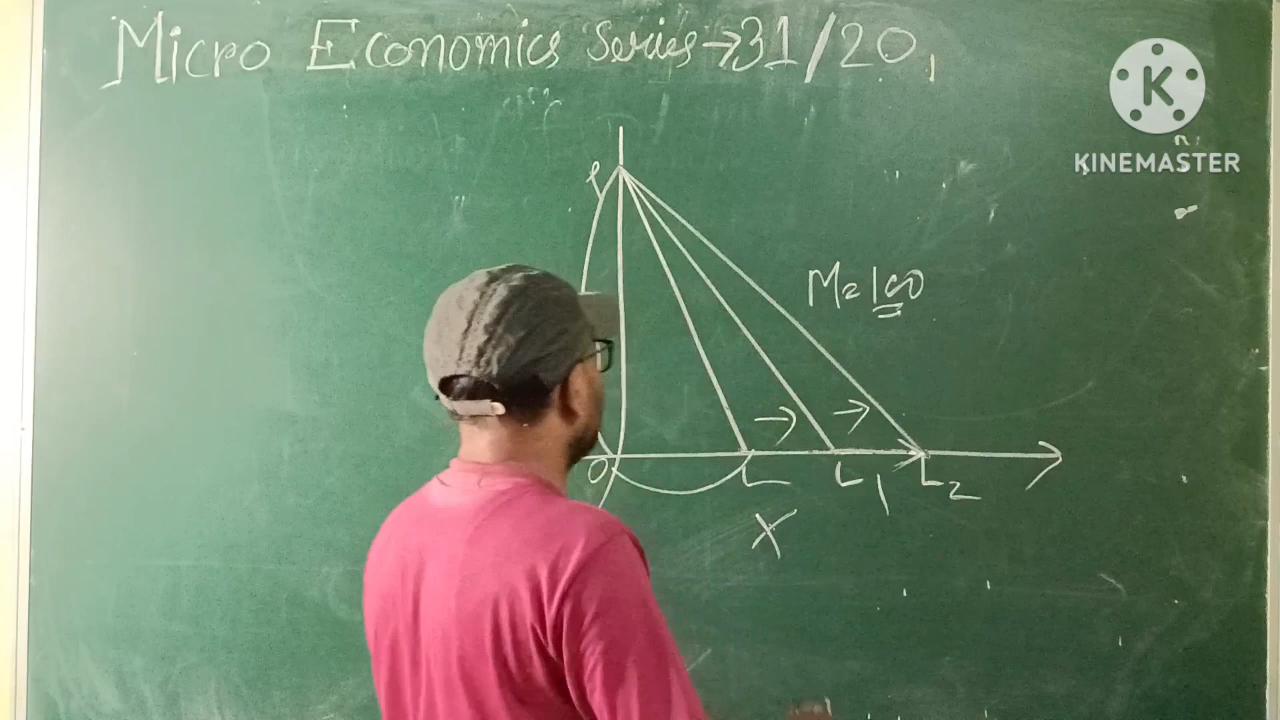 Micro Economics Series→31/20
K
KINEMASTER
P
M=100
O L L1 L2
X